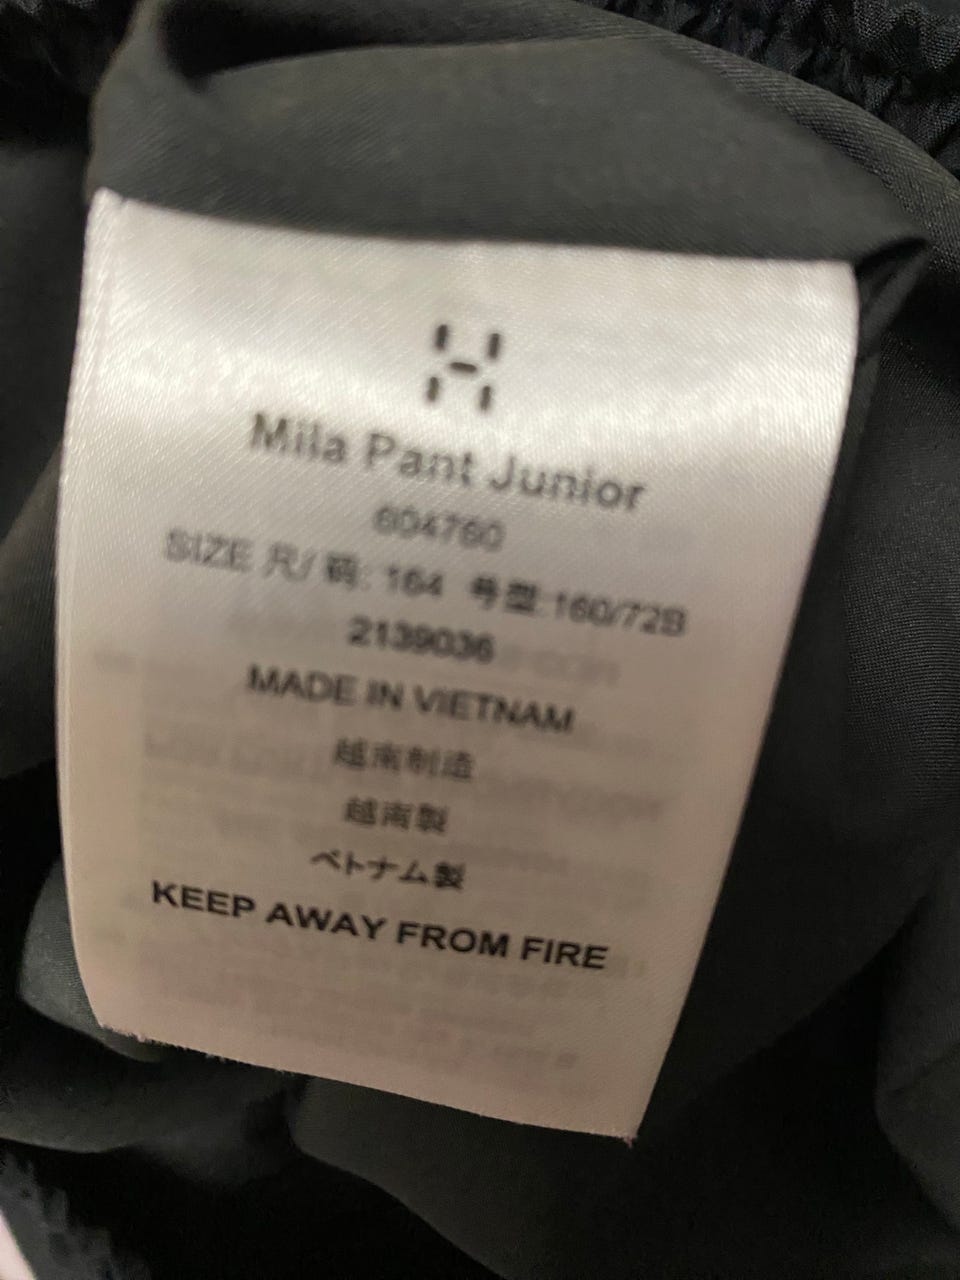 Mila Pant Junior
604760
SIZE 尺/ 码: 164 号型:160/72B
2139036
MADE IN VIETNAM
越南制造
越南製
ベトナム製
KEEP AWAY FROM FIRE